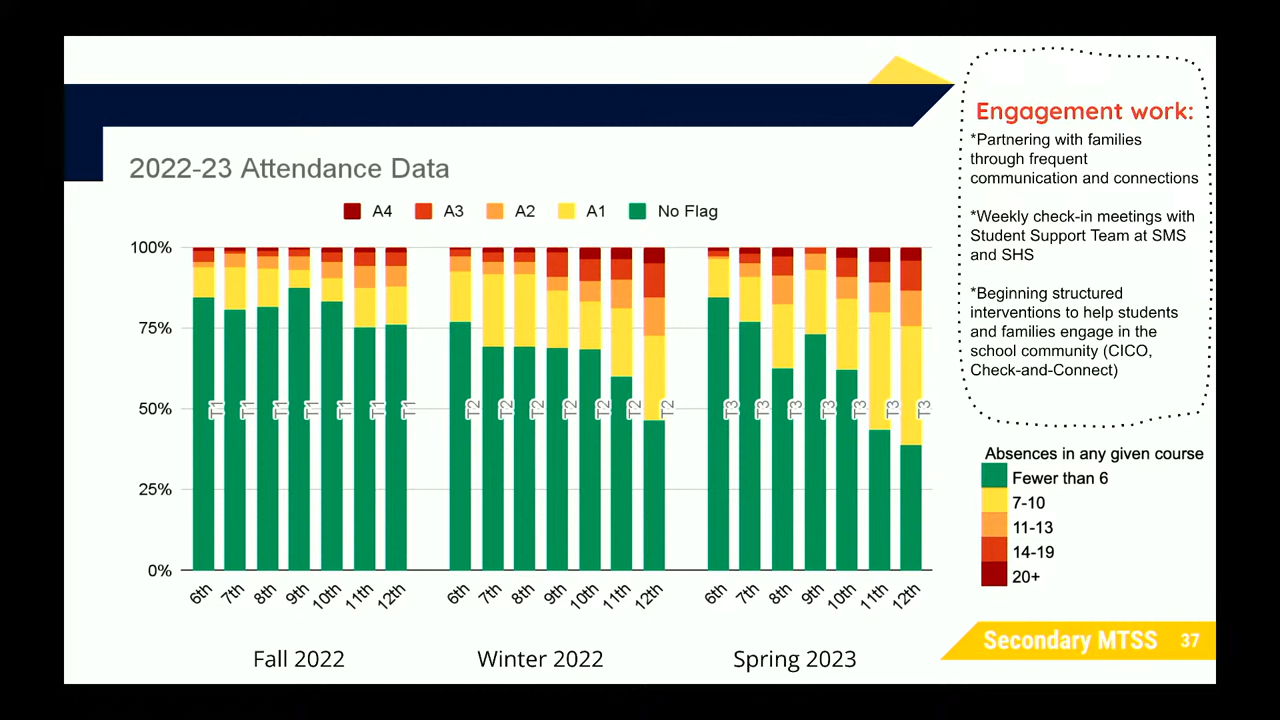 2022-23 Attendance Data
A4 A3 A2 A1 No Flag
100%
75%
50%
25%
0%
T1 T1 T1 T1 T1 T1 T1 T2 T2 T2 T2 T2 T2 T2 T3 T3 T3 T3 T3 T3 T3
6th 7th 8th 9th 10th 11th 12th 6th 7th 8th 9th 10th 11th 12th 6th 7th 8th 9th 10th 11th 12th
Fall 2022 Winter 2022 Spring 2023
Engagement work:
*Partnering with families
through frequent
communication and connections
*Weekly check-in meetings with
Student Support Team at SMS
and SHS
*Beginning structured
interventions to help students
and families engage in the
school community (CICO,
Check-and-Connect)
Absences in any given course
Fewer than 6
7-10
11-13
14-19
20+
Secondary MTSS 37